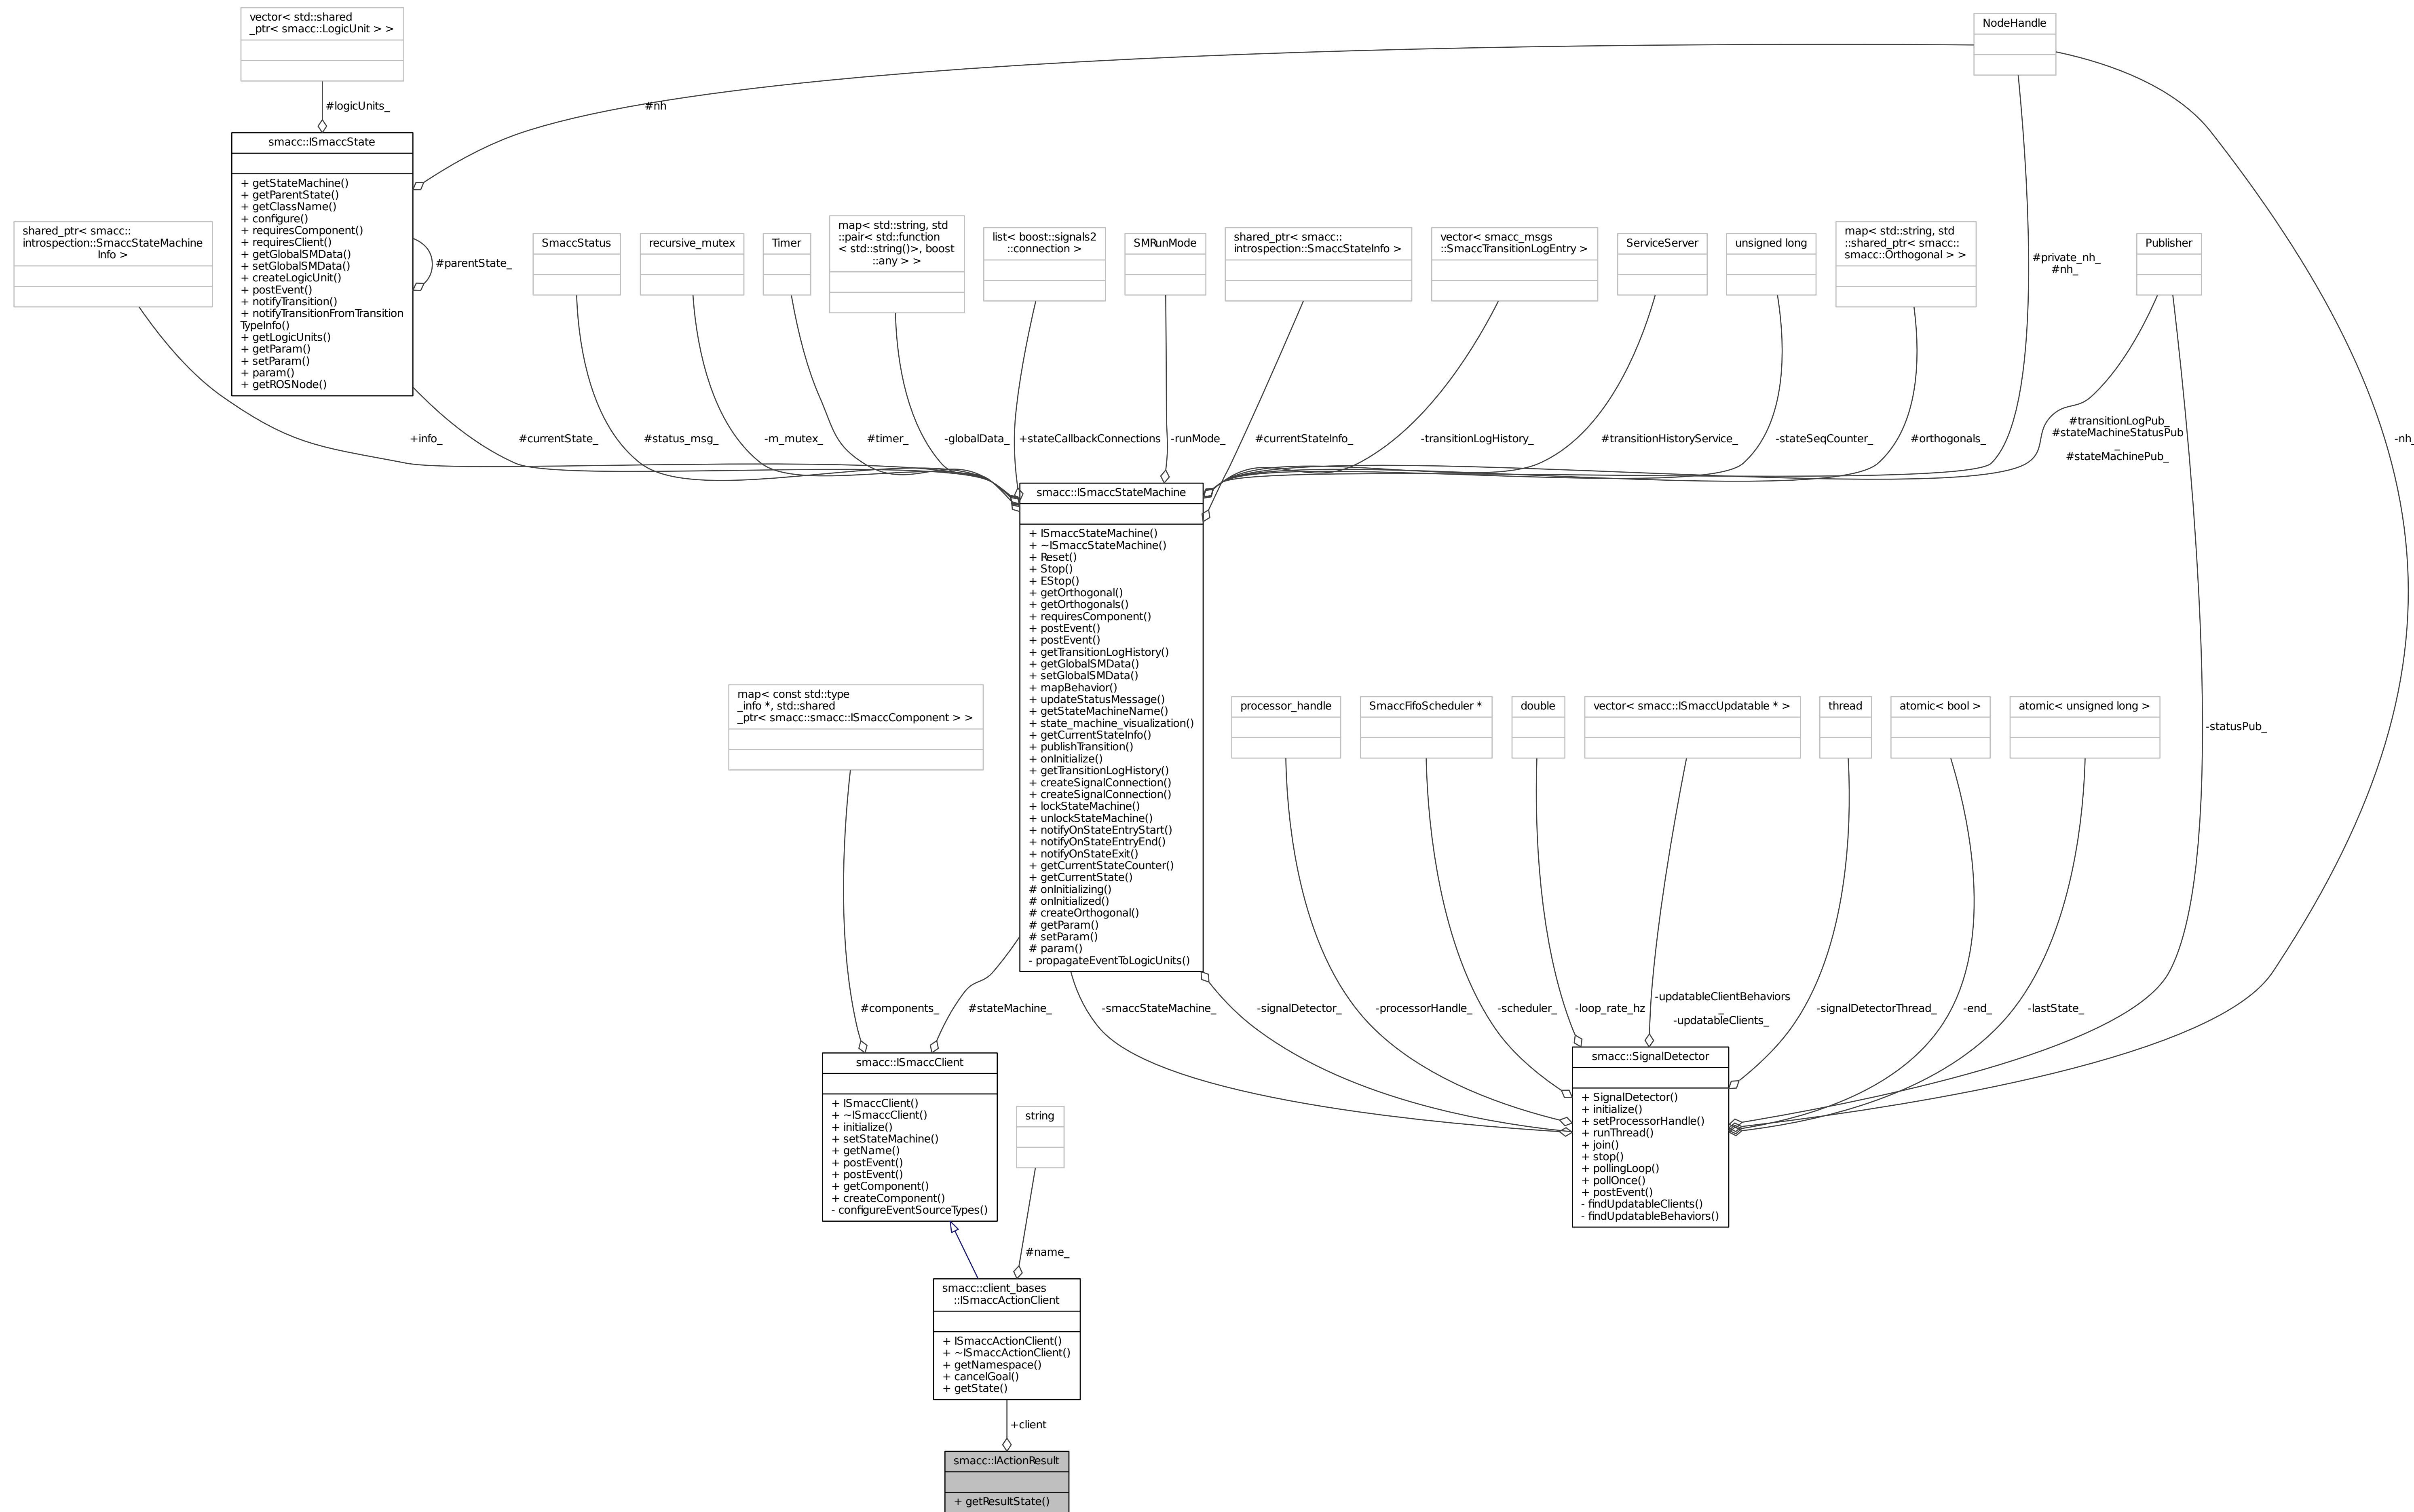 vector< std::shared
_ptr< smacc::LogicUnit > >
NodeHandle
#logicUnits_
#nh
smacc::ISmaccState
+ getStateMachine()
+ getParentState()
+ getClassName()
+ configure()
+ requiresComponent()
+ requiresClient()
+ getGlobalSMData()
+ setGlobalSMData()
+ createLogicUnit()
+ postEvent()
+ notifyTransition()
+ notifyTransitionFromTransition
TypeInfo()
+ getLogicUnits()
+ getParam()
+ setParam()
+ param()
+ getROSNode()
#parentState_
shared_ptr< smacc::
introspection::SmaccStateMachine
Info >
SmaccStatus
recursive_mutex
Timer
map< std::string, std
::pair< std::function
< std::string()>, boost
::any > >
list< boost::signals2
::connection >
SMRunMode
shared_ptr< smacc::
introspection::SmaccStateInfo >
vector< smacc_msgs
::SmaccTransitionLogEntry >
ServiceServer
unsigned long
map< std::string, std
::shared_ptr< smacc::
smacc::Orthogonal > >
Publisher
#private_nh_
#nh_
+info_
#currentState_
#status_msg_
-m_mutex_
#timer_
-globalData_
+stateCallbackConnections
-runMode_
#currentStateInfo_
-transitionLogHistory_
#transitionHistoryService_
-stateSeqCounter_
#orthogonals_
#transitionLogPub_
#stateMachineStatusPub
_
#stateMachinePub_
-nh_
smacc::ISmaccStateMachine
+ ISmaccStateMachine()
+ ~ISmaccStateMachine()
+ Reset()
+ Stop()
+ EStop()
+ getOrthogonal()
+ getOrthogonals()
+ requiresComponent()
+ postEvent()
+ postEvent()
+ getTransitionLogHistory()
+ getGlobalSMData()
+ setGlobalSMData()
+ mapBehavior()
+ updateStatusMessage()
+ getStateMachineName()
+ state_machine_visualization()
+ getCurrentStateInfo()
+ publishTransition()
+ onInitialize()
+ getTransitionLogHistory()
+ createSignalConnection()
+ createSignalConnection()
+ lockStateMachine()
+ unlockStateMachine()
+ notifyOnStateEntryStart()
+ notifyOnStateEntryEnd()
+ notifyOnStateExit()
+ getCurrentStateCounter()
+ getCurrentState()
# onInitializing()
# onInitialized()
# createOrthogonal()
# getParam()
# setParam()
# param()
- propagateEventToLogicUnits()
map< const std::type
_info *, std::shared
_ptr< smacc::smacc::ISmaccComponent > >
processor_handle
SmaccFifoScheduler *
double
vector< smacc::ISmaccUpdatable * >
thread
atomic< bool >
atomic< unsigned long >
-statusPub_
#components_
#stateMachine_
-smaccStateMachine_
-signalDetector_
-processorHandle_
-scheduler_
-loop_rate_hz
-updatableClientBehaviors
_
-updatableClients_
-signalDetectorThread_
-end_
-lastState_
smacc::ISmaccClient
+ ISmaccClient()
+ ~ISmaccClient()
+ initialize()
+ setStateMachine()
+ getName()
+ postEvent()
+ postEvent()
+ getComponent()
+ createComponent()
- configureEventSourceTypes()
string
smacc::SignalDetector
+ SignalDetector()
+ initialize()
+ setProcessorHandle()
+ runThread()
+ join()
+ stop()
+ pollingLoop()
+ pollOnce()
+ postEvent()
- findUpdatableClients()
- findUpdatableBehaviors()
#name_
smacc::client_bases
::ISmaccActionClient
+ ISmaccActionClient()
+ ~ISmaccActionClient()
+ getNamespace()
+ cancelGoal()
+ getState()
+client
smacc::IActionResult
+ getResultState()